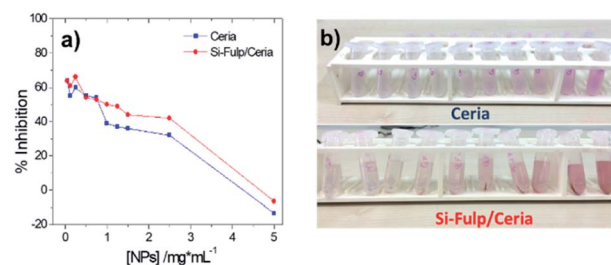 a)
Ceria
Si-Fulp/Ceria
% Inhibition
100
80
60
40
20
0
-20
0
1
2
3
4
5
[NPs] /mg*mL⁻¹
b)
Ceria
Si-Fulp/Ceria